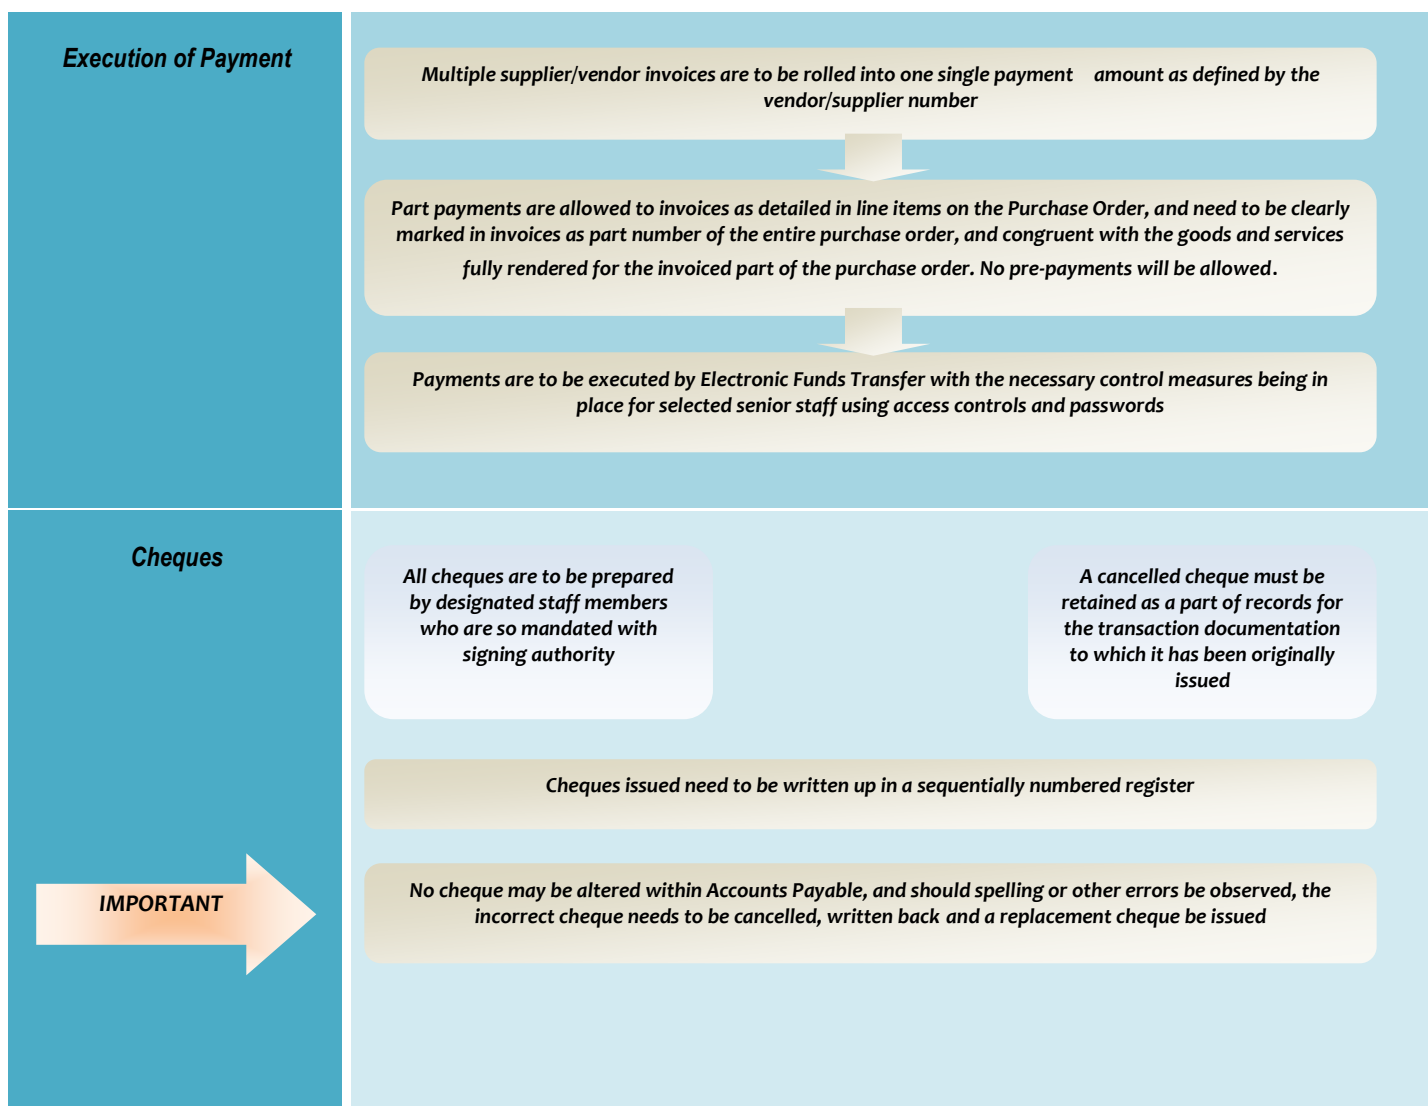 Execution of Payment
Multiple supplier/vendor invoices are to be rolled into one single payment amount as defined by the
vendor/supplier number
Part payments are allowed to invoices as detailed in line items on the Purchase Order, and need to be clearly
marked in invoices as part number of the entire purchase order, and congruent with the goods and services
fully rendered for the invoiced part of the purchase order. No pre-payments will be allowed.
Payments are to be executed by Electronic Funds Transfer with the necessary control measures being in
place for selected senior staff using access controls and passwords
Cheques
All cheques are to be prepared
by designated staff members
who are so mandated with
signing authority
A cancelled cheque must be
retained as a part of records for
the transaction documentation
to which it has been originally
issued
Cheques issued need to be written up in a sequentially numbered register
IMPORTANT
No cheque may be altered within Accounts Payable, and should spelling or other errors be observed, the
incorrect cheque needs to be cancelled, written back and a replacement cheque be issued